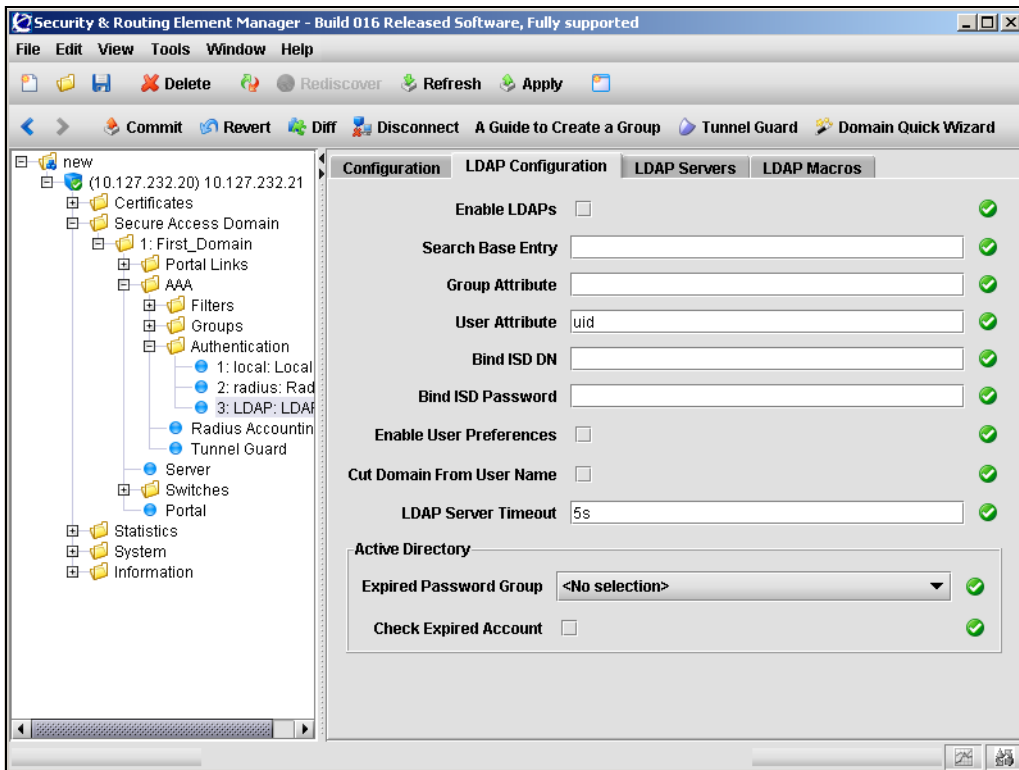 Security & Routing Element Manager - Build 016 Released Software, Fully supported
File Edit View Tools Window Help
Delete Rediscover Refresh Apply
Commit Revert Diff Disconnect A Guide to Create a Group Tunnel Guard Domain Quick Wizard
new
(10.127.232.20) 10.127.232.21
Certificates
Secure Access Domain
1: First_Domain
Portal Links
AAA
Filters
Groups
Authentication
1: local: Local
2: radius: Rad
3: LDAP: LDAP
Radius Accountin
Tunnel Guard
Server
Switches
Portal
Statistics
System
Information
Configuration LDAP Configuration LDAP Servers LDAP Macros
Enable LDAPs
Search Base Entry
Group Attribute
User Attribute uid
Bind ISD DN
Bind ISD Password
Enable User Preferences
Cut Domain From User Name
LDAP Server Timeout 5s
Active Directory
Expired Password Group <No selection>
Check Expired Account